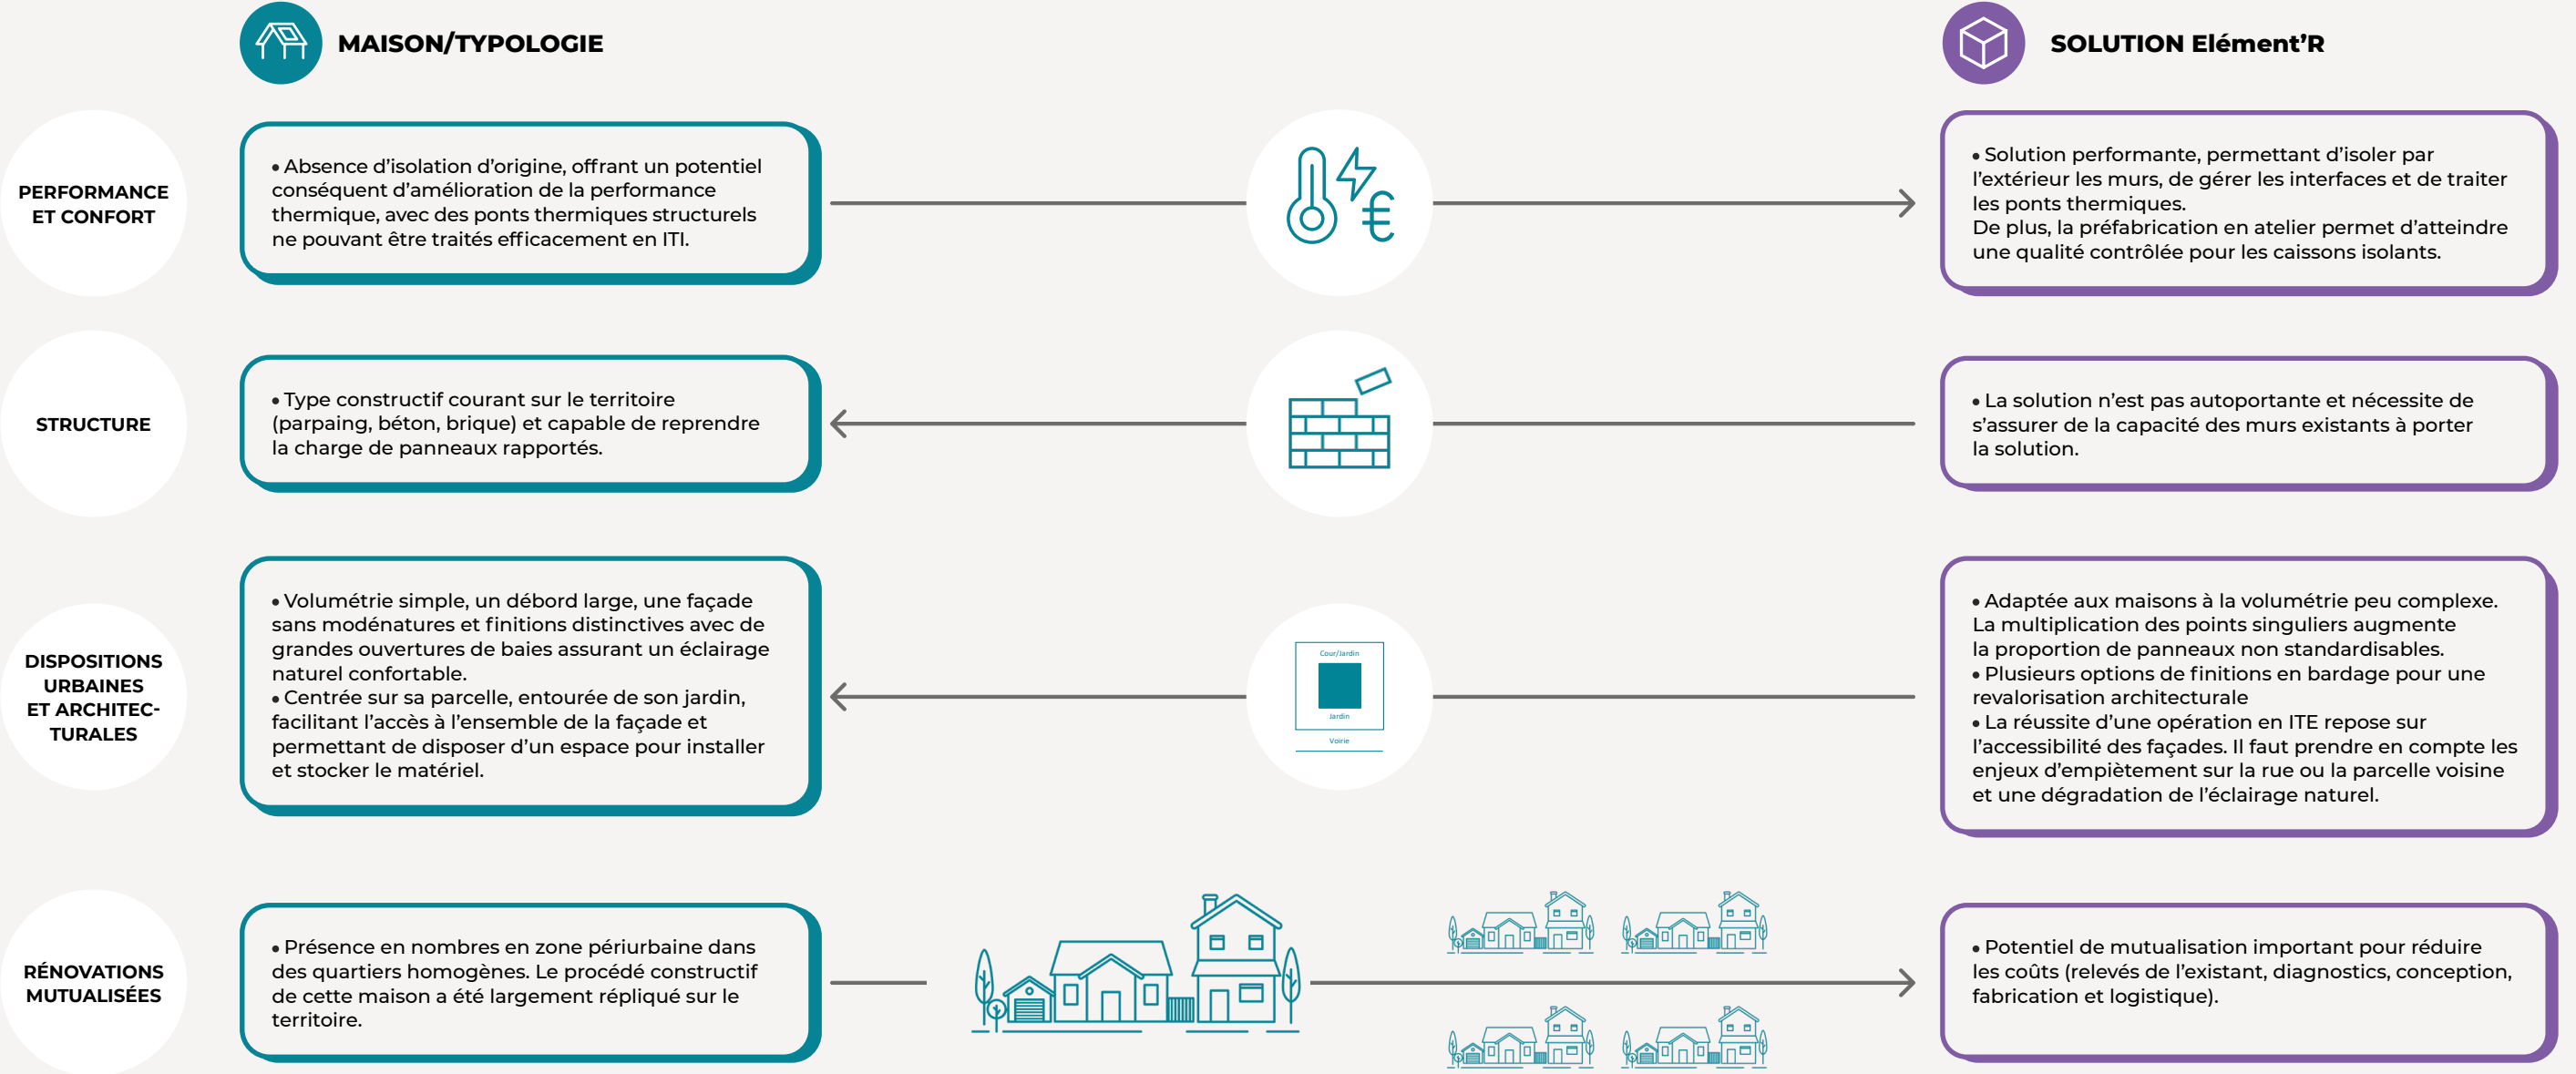 MAISON/TYPOLOGIE
SOLUTION Elément’R
PERFORMANCE
ET CONFORT
• Absence d’isolation d’origine, offrant un potentiel
conséquent d’amélioration de la performance
thermique, avec des ponts thermiques structurels
ne pouvant être traités efficacement en ITI.
• Solution performante, permettant d’isoler par
l’extérieur les murs, de gérer les interfaces et de traiter
les ponts thermiques.
De plus, la préfabrication en atelier permet d’atteindre
une qualité contrôlée pour les caissons isolants.
STRUCTURE
• Type constructif courant sur le territoire
(parpaing, béton, brique) et capable de reprendre
la charge de panneaux rapportés.
• La solution n’est pas autoportante et nécessite de
s’assurer de la capacité des murs existants à porter
la solution.
DISPOSITIONS
URBAINES
ET ARCHITEC-
TURALES
• Volumétrie simple, un débord large, une façade
sans modénatures et finitions distinctives avec de
grandes ouvertures de baies assurant un éclairage
naturel confortable.
• Centrée sur sa parcelle, entourée de son jardin,
facilitant l’accès à l’ensemble de la façade et
permettant de disposer d’un espace pour installer
et stocker le matériel.
Cour/Jardin
Jardin
Voirie
• Adaptée aux maisons à la volumétrie peu complexe.
La multiplication des points singuliers augmente
la proportion de panneaux non standardisables.
• Plusieurs options de finitions en bardage pour une
revalorisation architecturale
• La réussite d’une opération en ITE repose sur
l’accessibilité des façades. Il faut prendre en compte les
enjeux d’empiètement sur la rue ou la parcelle voisine
et une dégradation de l’éclairage naturel.
RÉNOVATIONS
MUTUALISÉES
• Présence en nombres en zone périurbaine dans
des quartiers homogènes. Le procédé constructif
de cette maison a été largement répliqué sur le
territoire.
• Potentiel de mutualisation important pour réduire
les coûts (relevés de l’existant, diagnostics, conception,
fabrication et logistique).